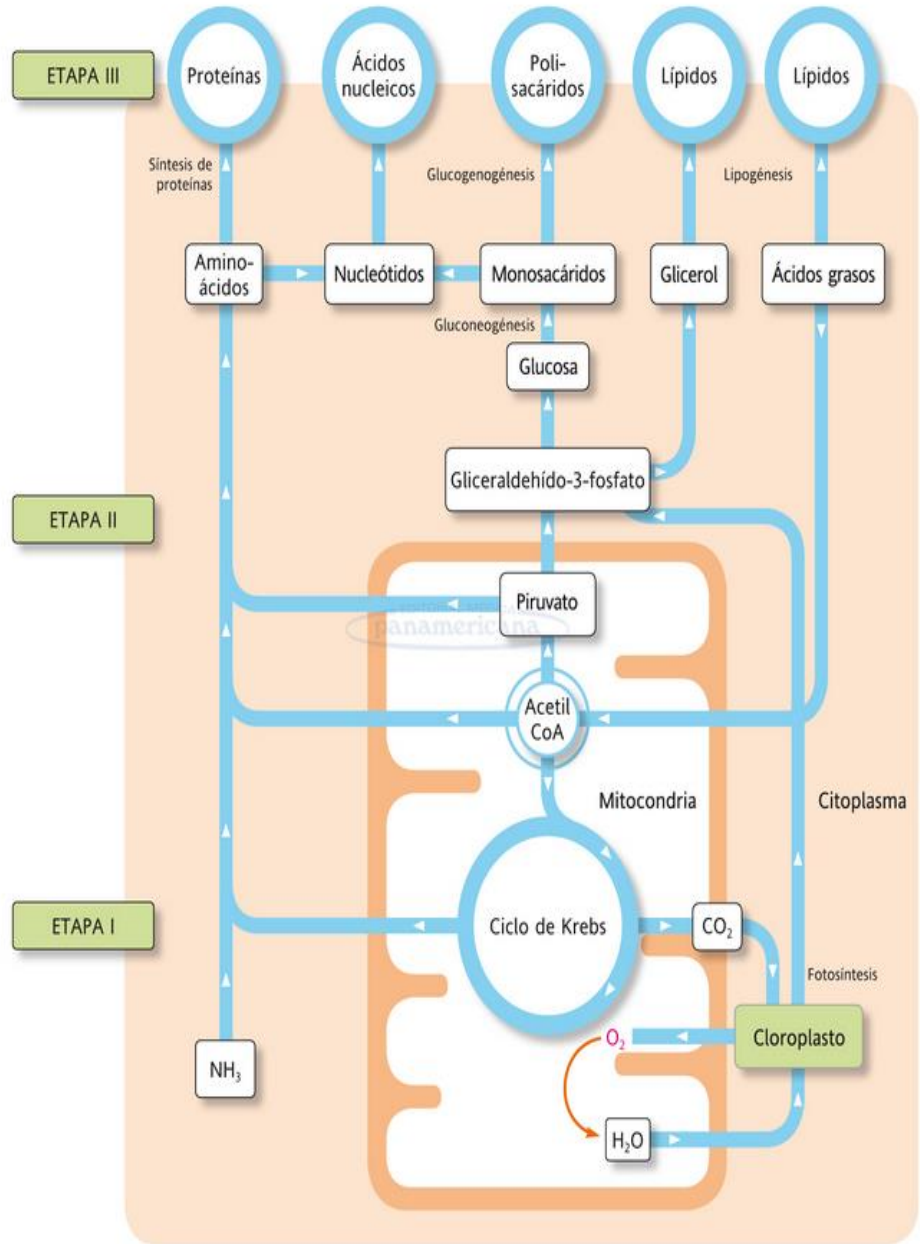 ETAPA III
Proteínas
Ácidos
nucleicos
Poli-
sacáridos
Lípidos
Lípidos
Síntesis de
proteínas
Glucogenogénesis
Lipogénesis
Amino-
ácidos
Nucleótidos
Monosacáridos
Glicerol
Ácidos grasos
Gluconeogénesis
Glucosa
Gliceraldehído-3-fosfato
ETAPA II
Piruvato
panamericana
Acetil
CoA
Mitocondria
Citoplasma
ETAPA I
Ciclo de Krebs
CO₂
Fotosíntesis
O₂
Cloroplasto
NH₃
H₂O